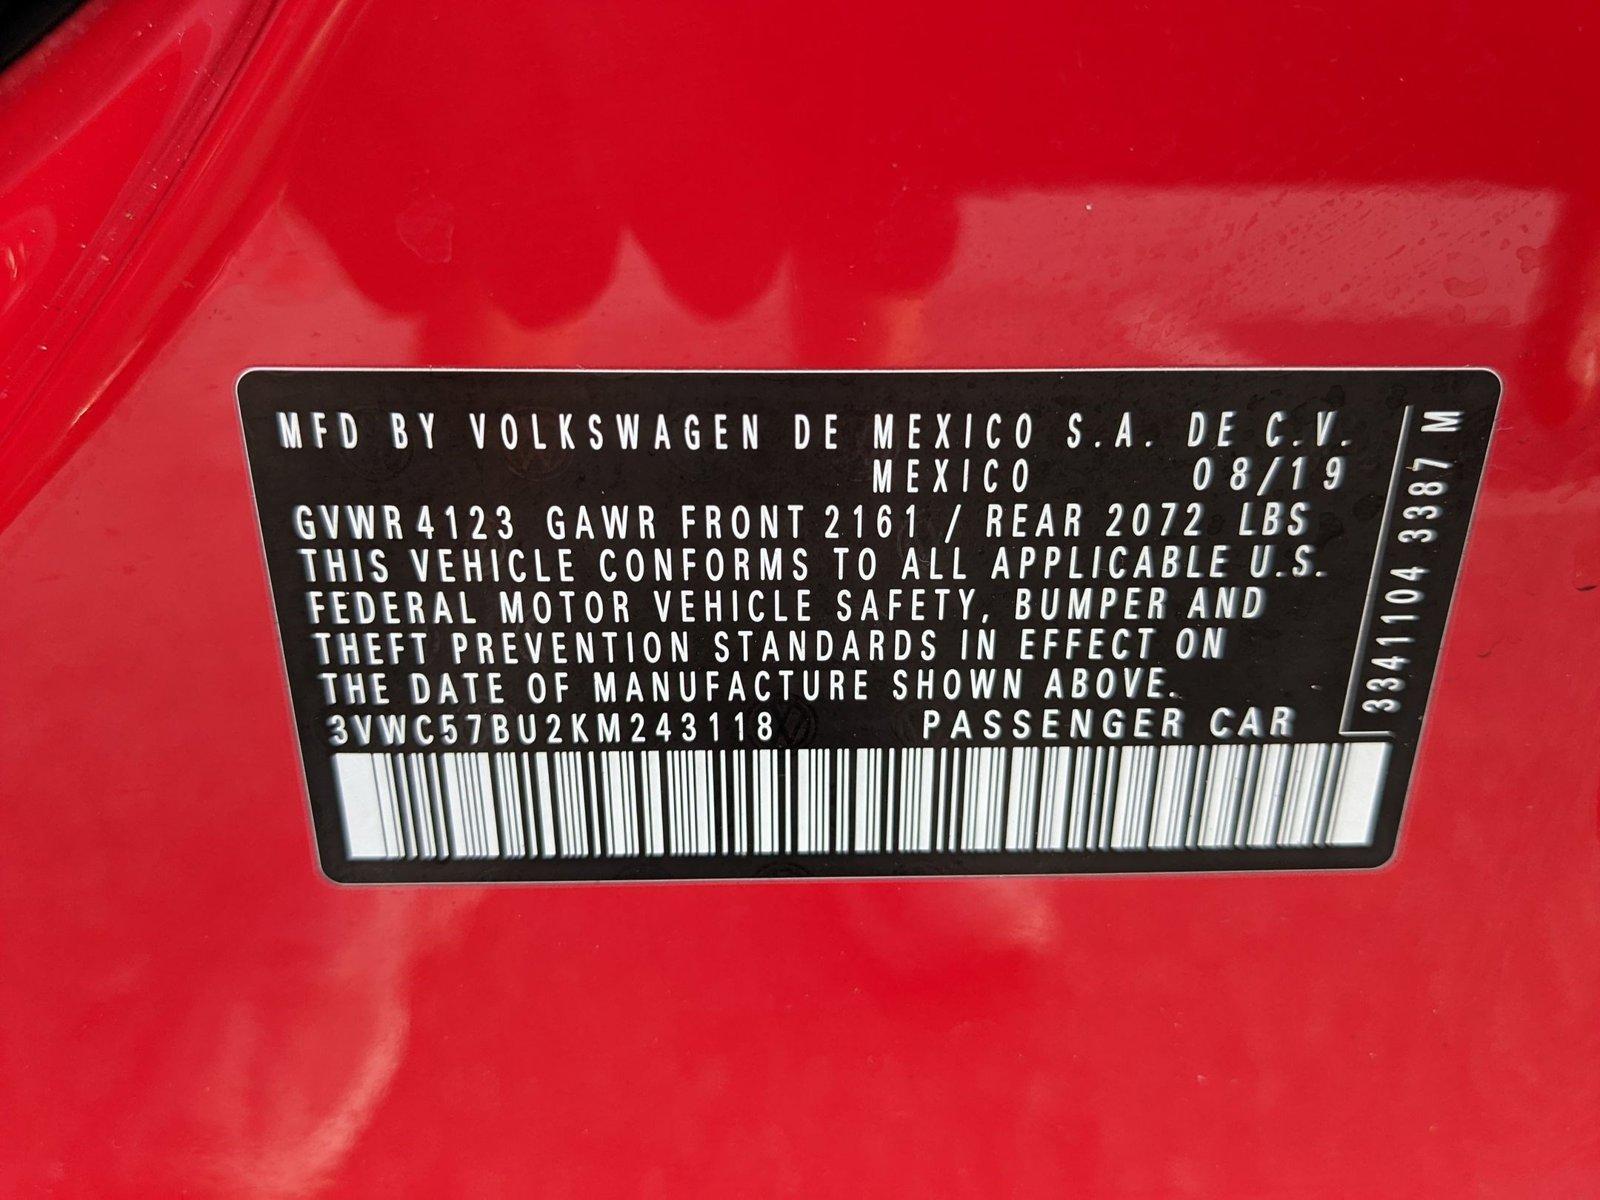 MFD BY VOLKSWAGEN DE MEXICO S.A. DE C.V.
MEXICO 08/19
GVWR 4123 GAWR FRONT 2161 / REAR 2072 LBS
THIS VEHICLE CONFORMS TO ALL APPLICABLE U.S.
FEDERAL MOTOR VEHICLE SAFETY, BUMPER AND
THEFT PREVENTION STANDARDS IN EFFECT ON
THE DATE OF MANUFACTURE SHOWN ABOVE.
3VWC57BU2KM243118 PASSENGER CAR
3341104 3387 M